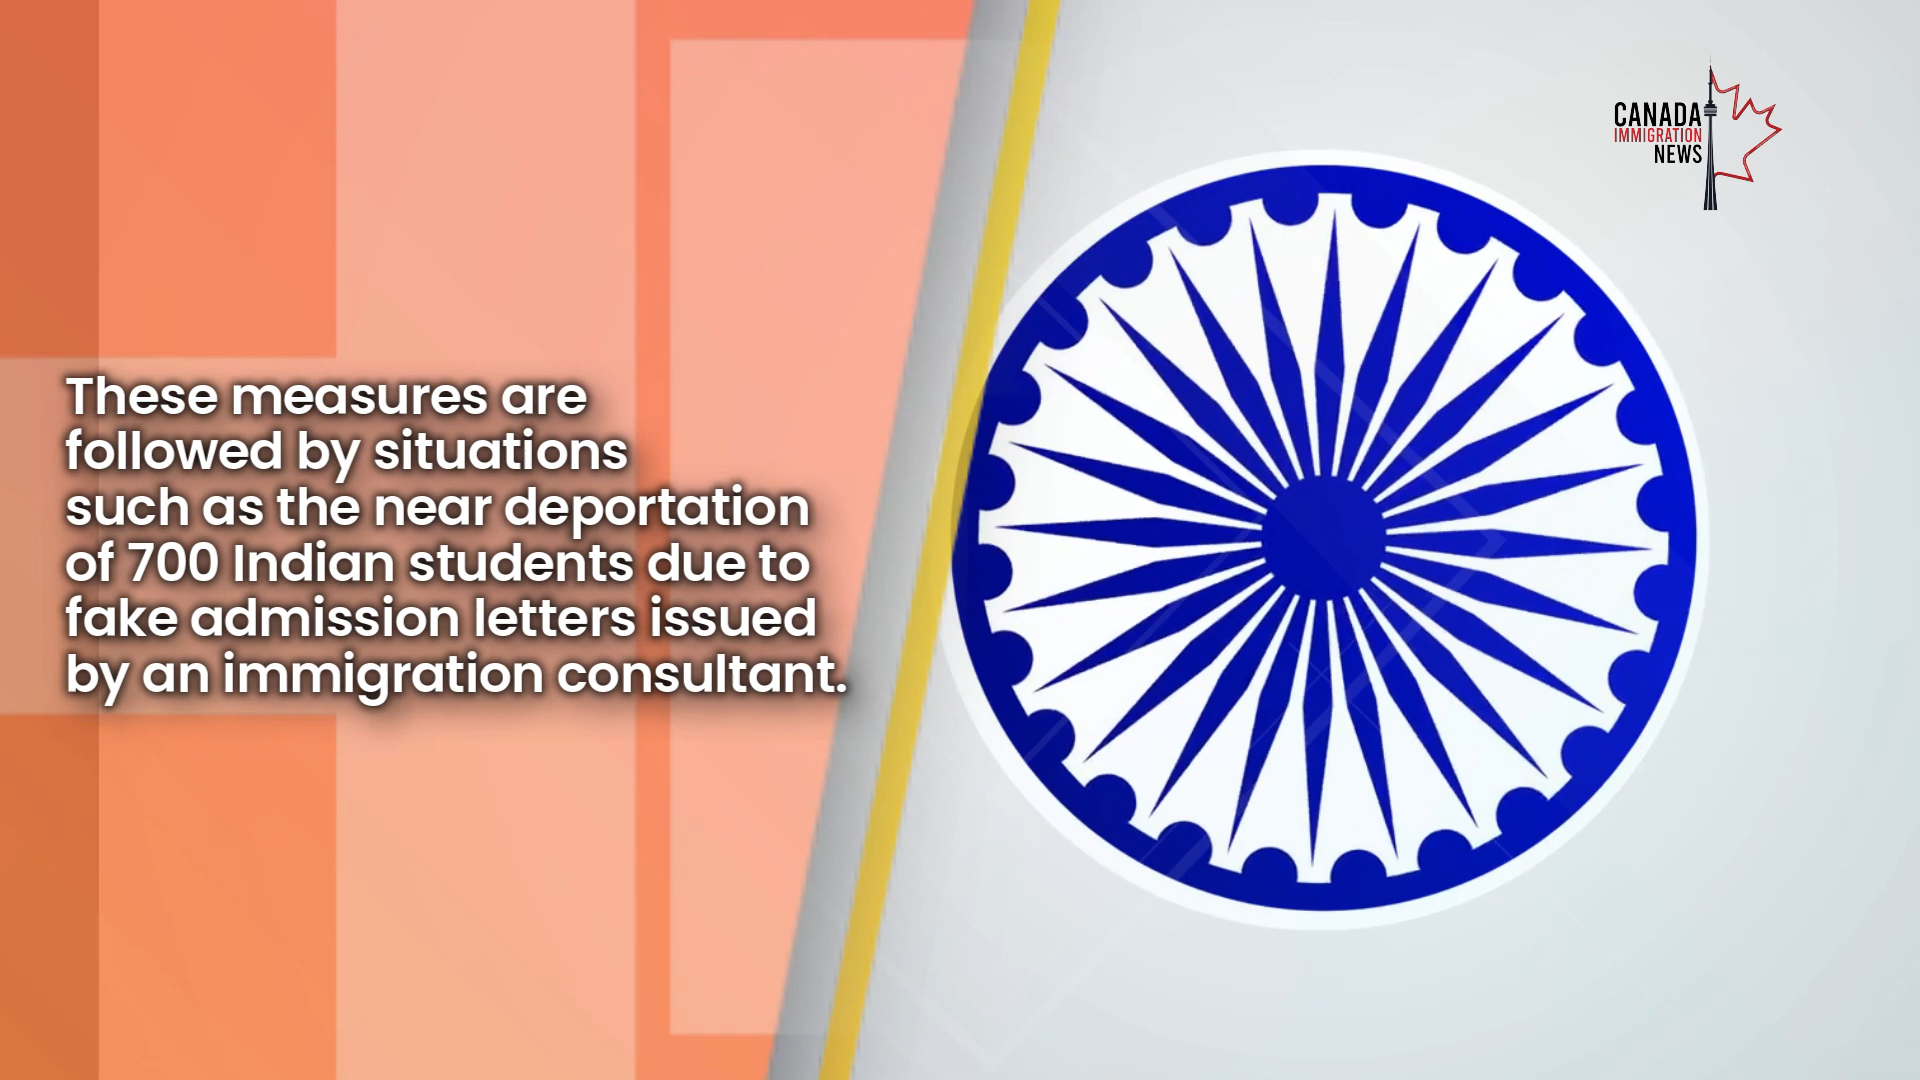 CANADA
IMMIGRATION
NEWS
These measures are
followed by situations
such as the near deportation
of 700 Indian students due to
fake admission letters issued
by an immigration consultant.